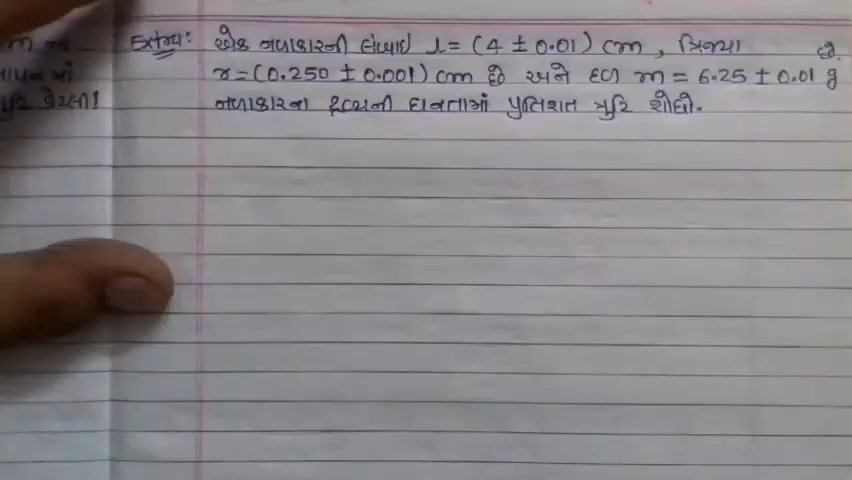 Extra: એક નળાકારની લંબાઈ l = (4 ± 0.01) cm, ત્રિજ્યા
r = (0.250 ± 0.001) cm છે અને દળ m = 6.25 ± 0.01 g છે.
નળાકારના દ્રવ્યની ઘનતામાં પ્રતિશત ત્રુટિ શોધો.